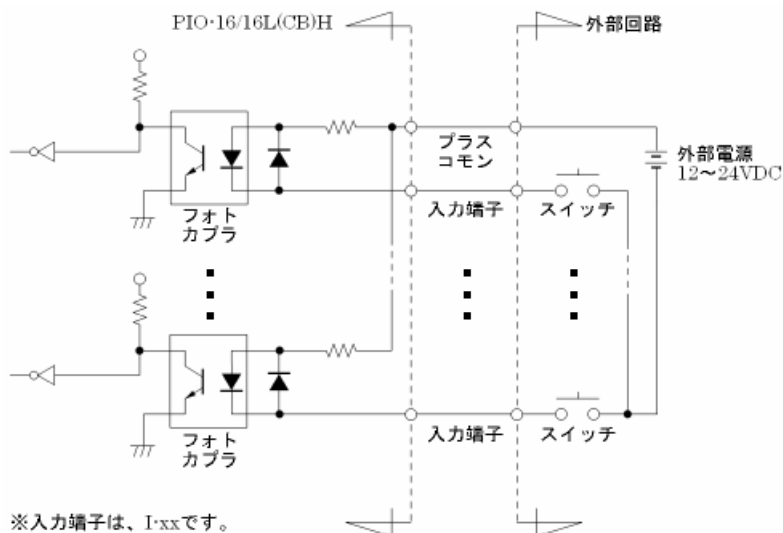 PIO-16/16L(CB)H
外部回路
プラス
コモン
外部電源
12～24VDC
入力端子
スイッチ
フォト
カプラ
入力端子
スイッチ
フォト
カプラ
※入力端子は、I-xxです。